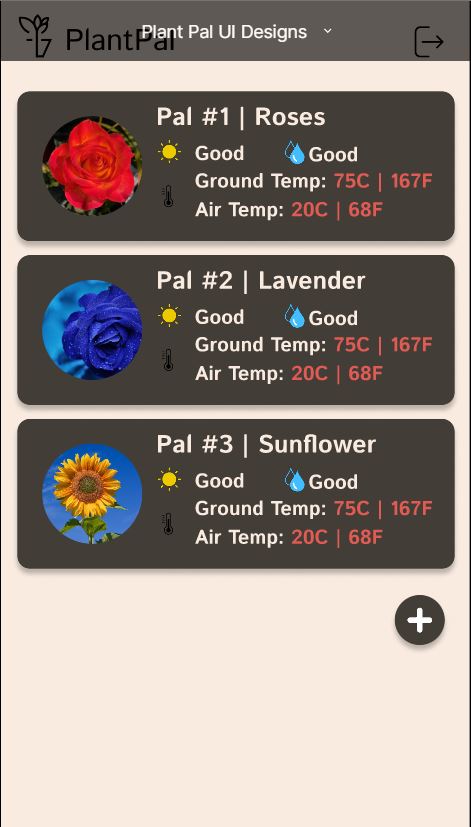 PlantPal
Plant Pal UI Designs
Pal #1 | Roses
Good Good
Ground Temp: 75C | 167F
Air Temp: 20C | 68F
Pal #2 | Lavender
Good Good
Ground Temp: 75C | 167F
Air Temp: 20C | 68F
Pal #3 | Sunflower
Good Good
Ground Temp: 75C | 167F
Air Temp: 20C | 68F